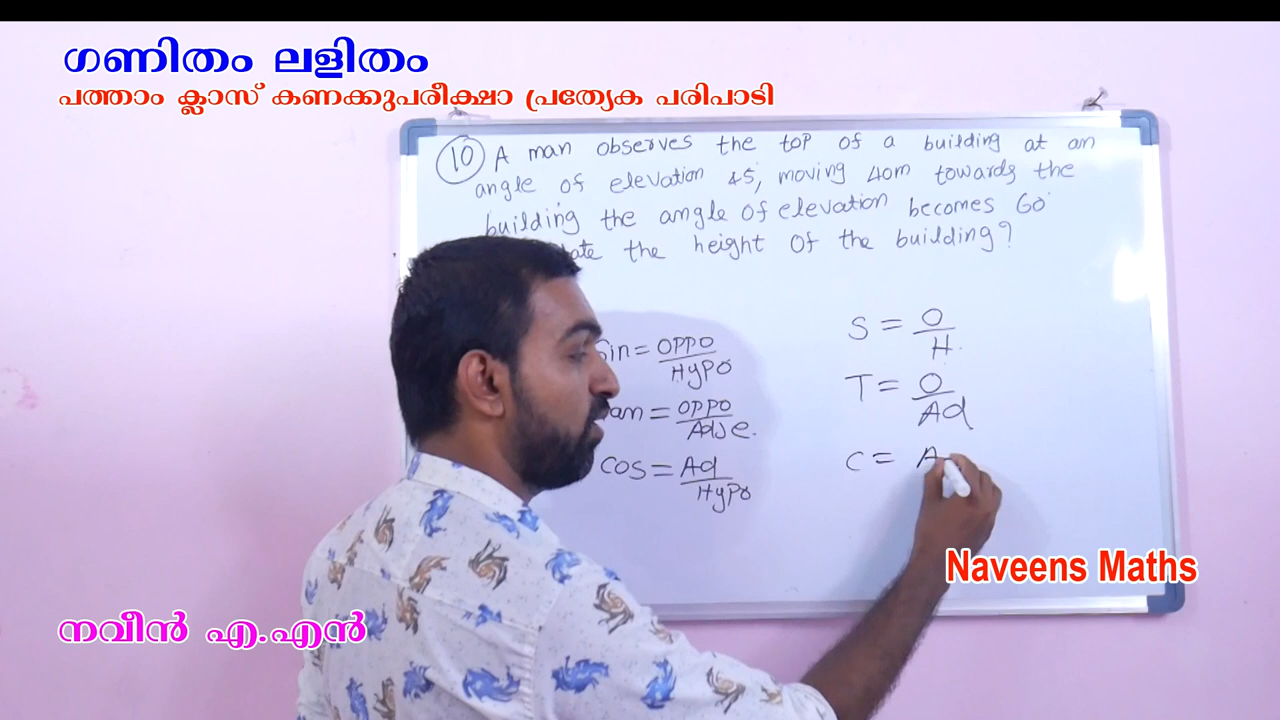 ഗണിതം ലളിതം
പത്താം ക്ലാസ് കണക്കുപരീക്ഷാ പ്രത്യേക പരിപാടി
10 A man observes the top of a building at an
angle of elevation 45°, moving 40m towards the
building the angle of elevation becomes 60°
the height of the building?
Sin = OPPO / HyPo
= OPPO / AdJe.
Cos = Ad / HyPo
S = O / H.
T = O / Ad
C = A
Naveens Maths
നവീൻ എ.എൻ